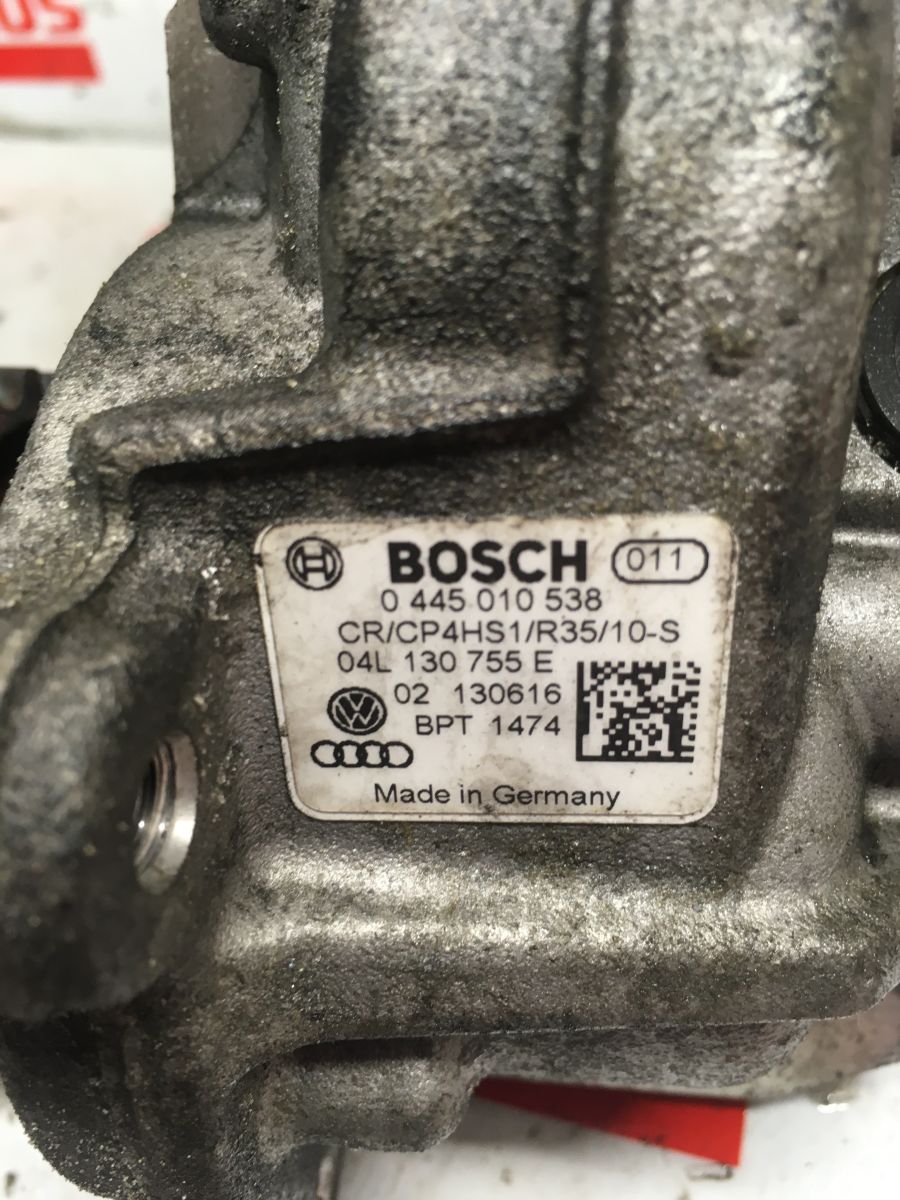 BOSCH 011
0 445 010 538
CR/CP4HS1/R35/10-S
04L 130 755 E
02 130616
BPT 1474
Made in Germany